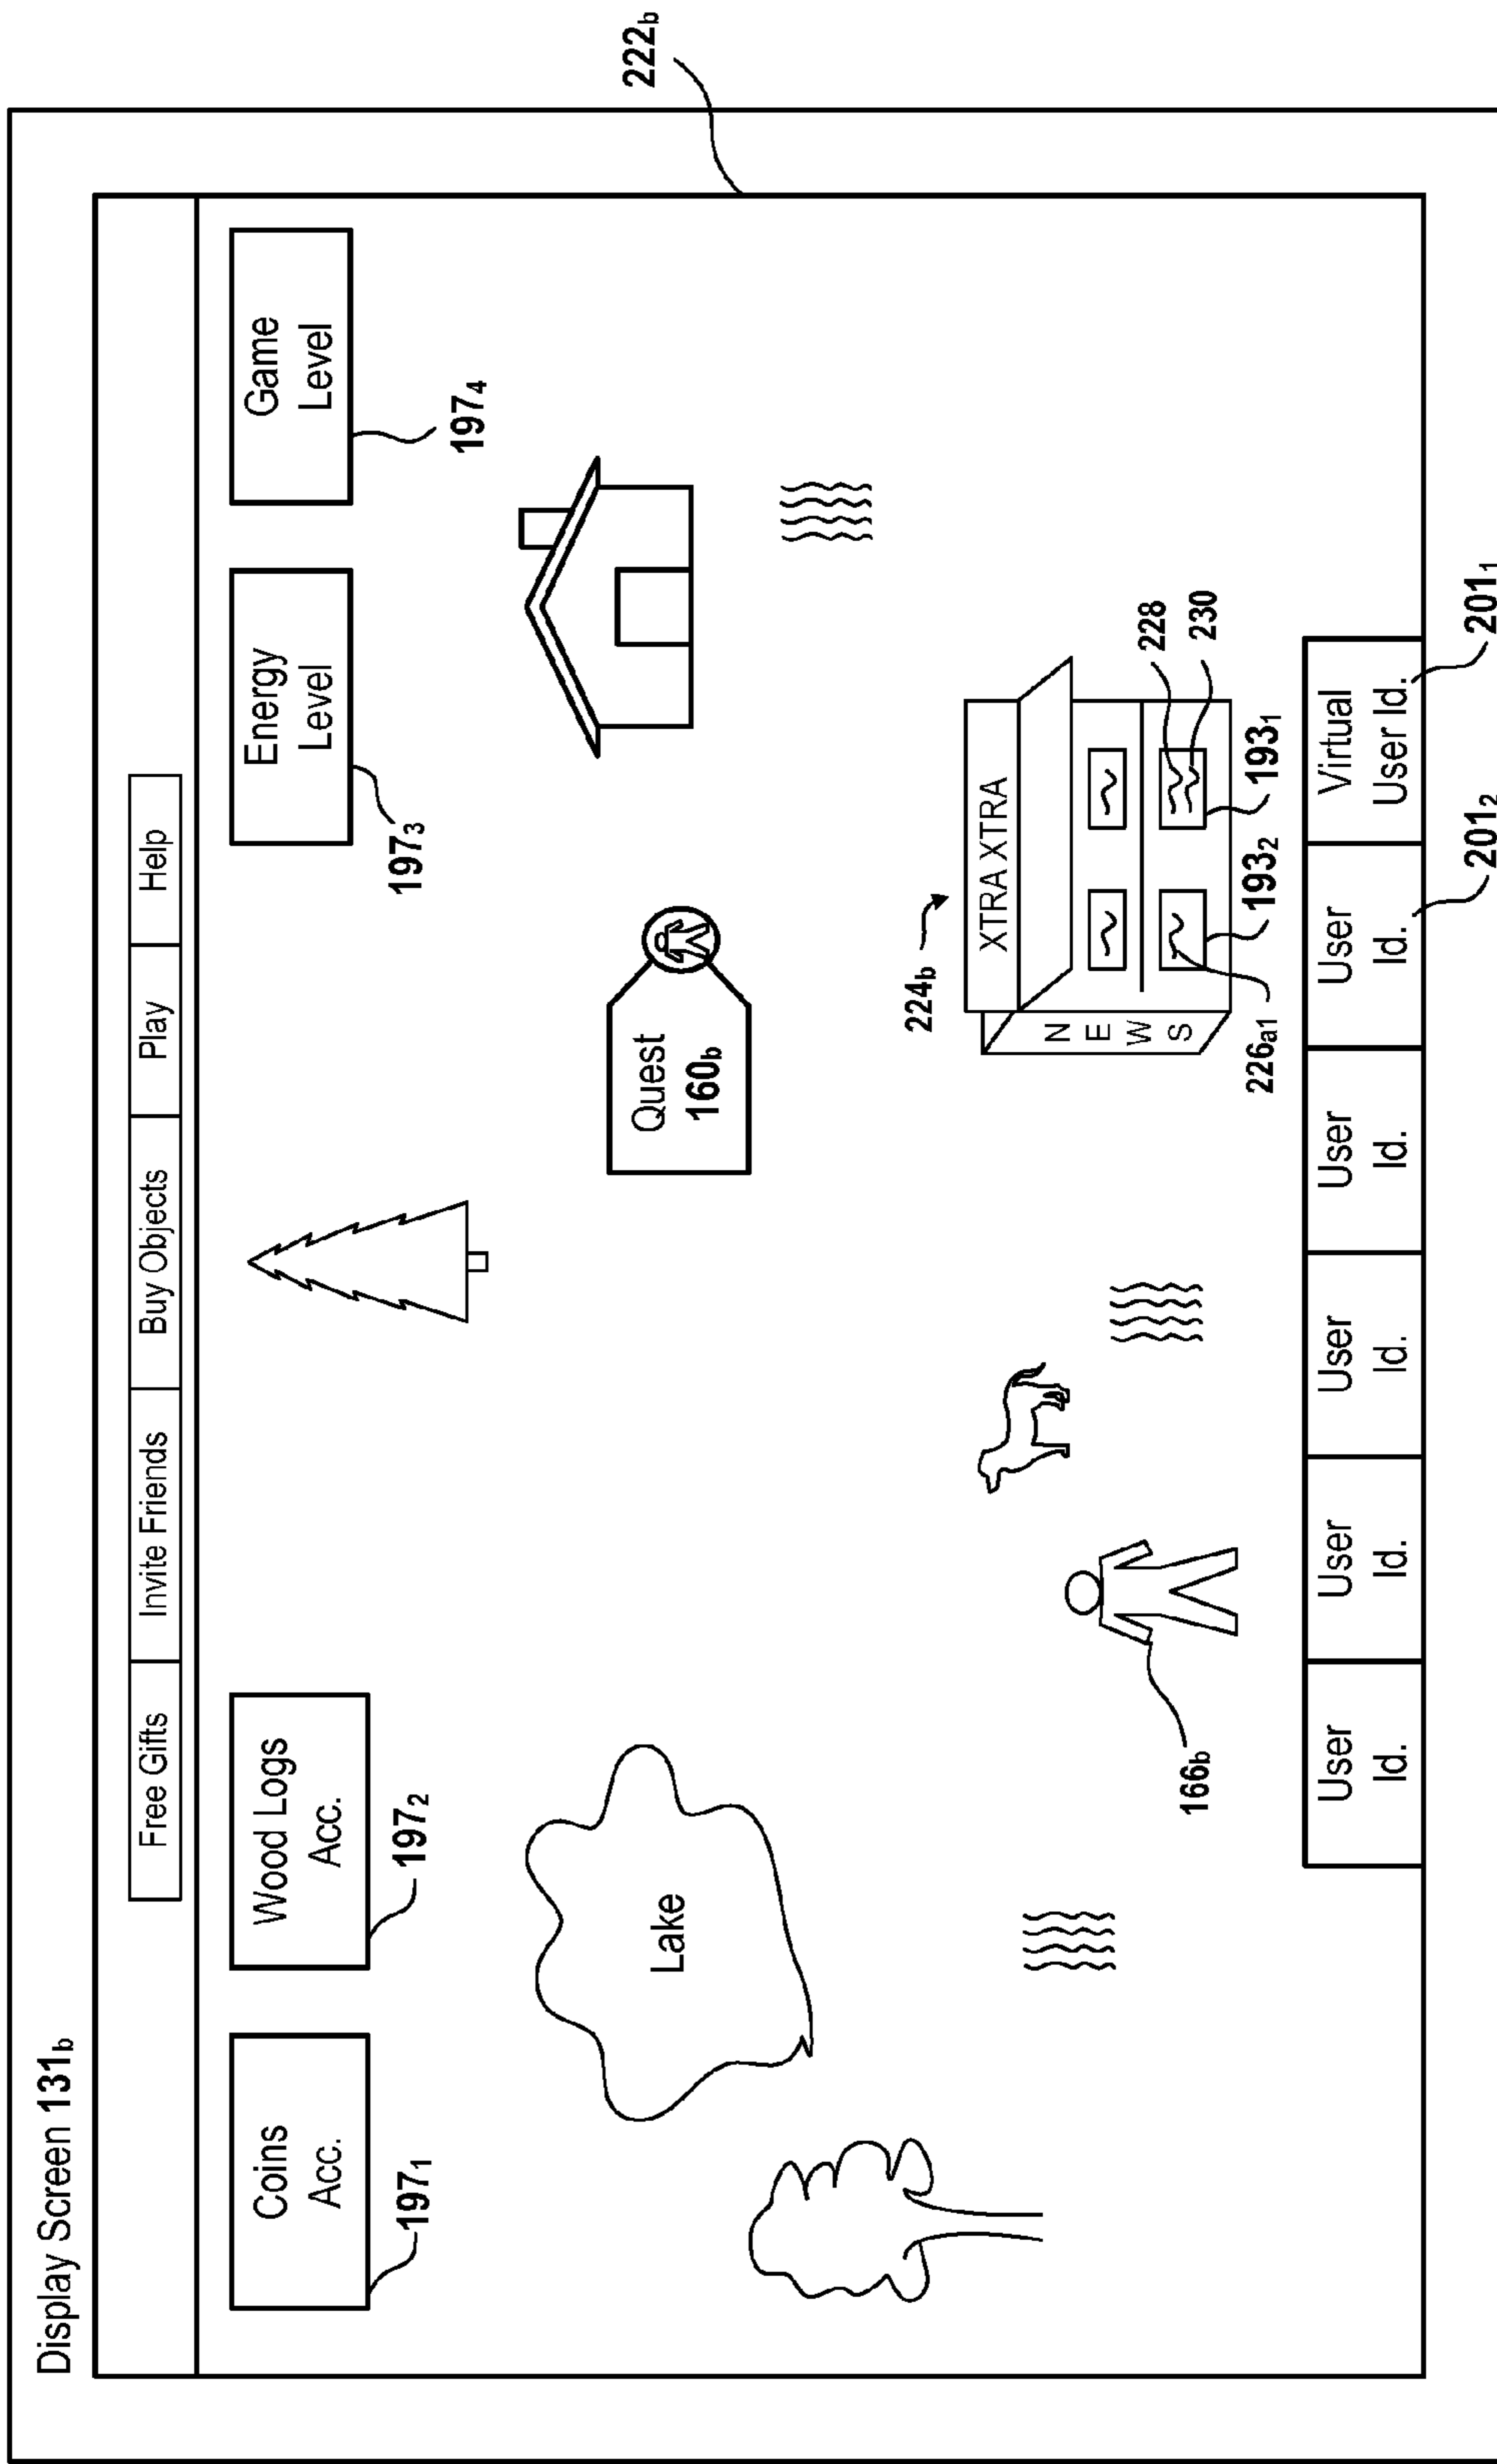 Display Screen 131b
222b
Free Gifts
Invite Friends
Buy Objects
Play
Help
Coins
Acc.
197₁
Wood Logs
Acc.
197₂
Energy
Level
197₃
Game
Level
197₄
Lake
Quest
160b
224b
XTRA XTRA
N
E
W
S
228
230
193₂
193₁
226a1
166b
User
Id.
User
Id.
User
Id.
User
Id.
User
Id.
Virtual
User Id.
201₂
201₁